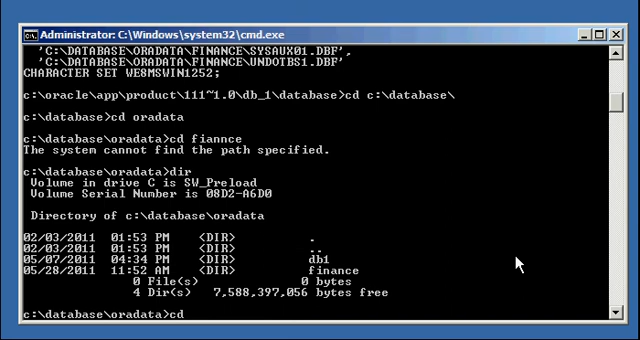 Administrator: C:\Windows\system32\cmd.exe
'C:\DATABASE\ORADATA\FINANCE\SYSAUX01.DBF',
'C:\DATABASE\ORADATA\FINANCE\UNDOTBS1.DBF'
CHARACTER SET WE8MSWIN1252;
c:\oracle\app\product\111~1.0\db_1\database>cd c:\database\
c:\database>cd oradata
c:\database\oradata>cd fiannce
The system cannot find the path specified.
c:\database\oradata>dir
Volume in drive C is SW_Preload
Volume Serial Number is 08D2-A6D0
Directory of c:\database\oradata
02/03/2011  01:53 PM    <DIR>          .
02/03/2011  01:53 PM    <DIR>          ..
05/07/2011  04:34 PM    <DIR>          db1
05/28/2011  11:52 AM    <DIR>          finance
0 File(s)              0 bytes
4 Dir(s)   7,588,397,056 bytes free
c:\database\oradata>cd